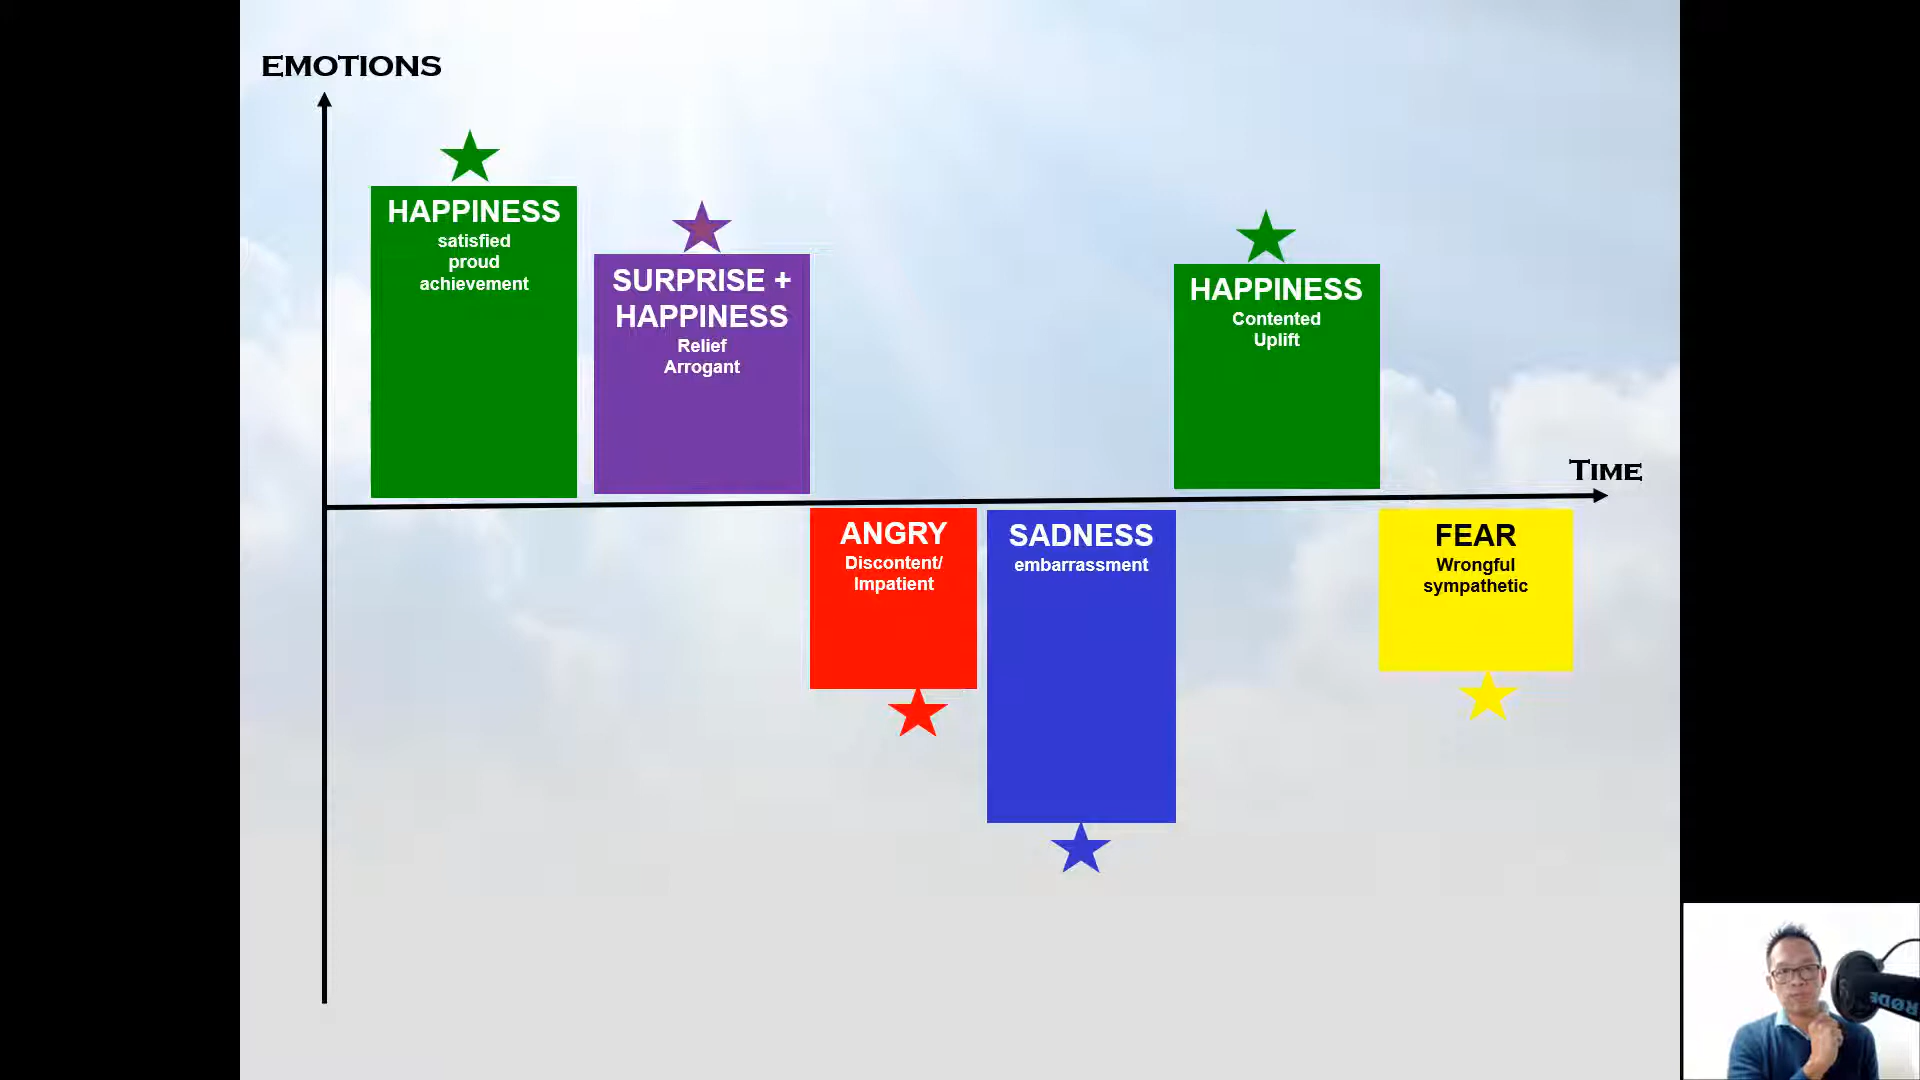 EMOTIONS
HAPPINESS
satisfied
proud
achievement
SURPRISE +
HAPPINESS
Relief
Arrogant
HAPPINESS
Contented
Uplift
TIME
ANGRY
Discontent/
Impatient
SADNESS
embarrassment
FEAR
Wrongful
sympathetic
RØDE